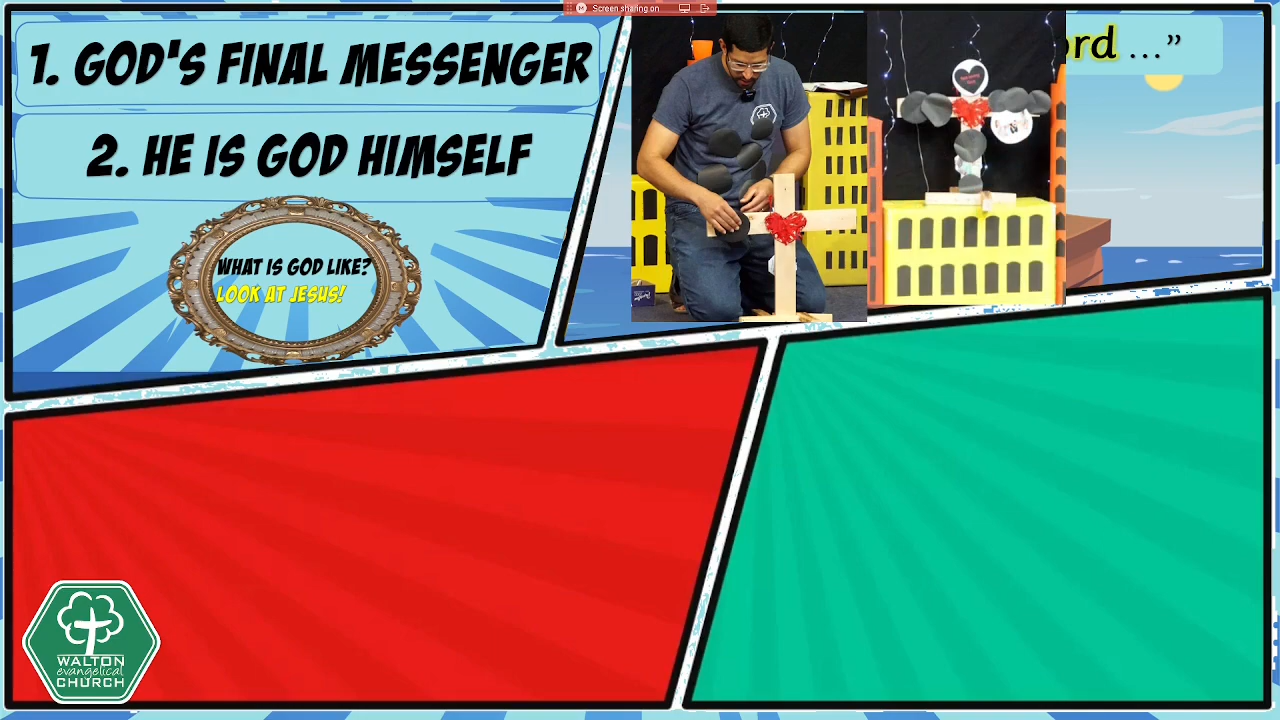 Screen sharing on
1. GOD'S FINAL MESSENGER
2. HE IS GOD HIMSELF
WHAT IS GOD LIKE?
LOOK AT JESUS!
...”
WALTON
evangelical
CHURCH